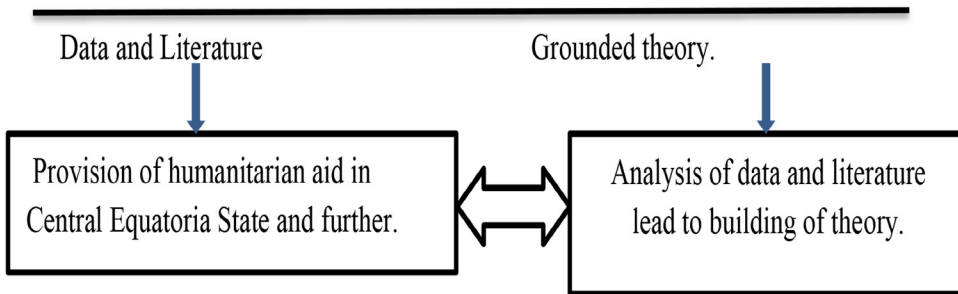 Data and Literature
Grounded theory.
Provision of humanitarian aid in
Central Equatoria State and further.
Analysis of data and literature
lead to building of theory.